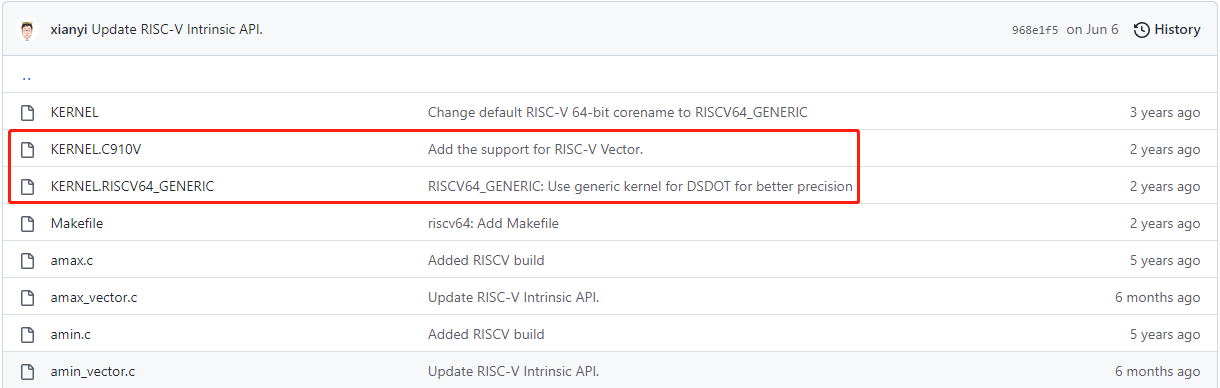 xianyi Update RISC-V Intrinsic API. 968e1f5 on Jun 6 History
..
KERNEL Change default RISC-V 64-bit corename to RISCV64_GENERIC 3 years ago
KERNEL.C910V Add the support for RISC-V Vector. 2 years ago
KERNEL.RISCV64_GENERIC RISCV64_GENERIC: Use generic kernel for DSDOT for better precision 2 years ago
Makefile riscv64: Add Makefile 2 years ago
amax.c Added RISCV build 5 years ago
amax_vector.c Update RISC-V Intrinsic API. 6 months ago
amin.c Added RISCV build 5 years ago
amin_vector.c Update RISC-V Intrinsic API. 6 months ago